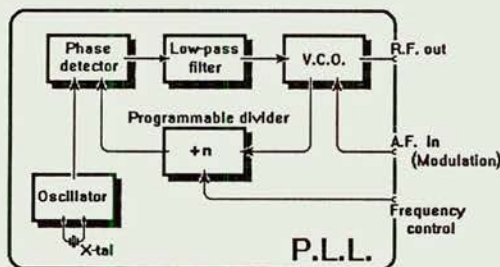 Phase
detector
Low-pass
filter
V.C.O.
R.F. out
Programmable divider
÷n
A.F. in
(Modulation)
Oscillator
X-tal
Frequency
control
P.L.L.